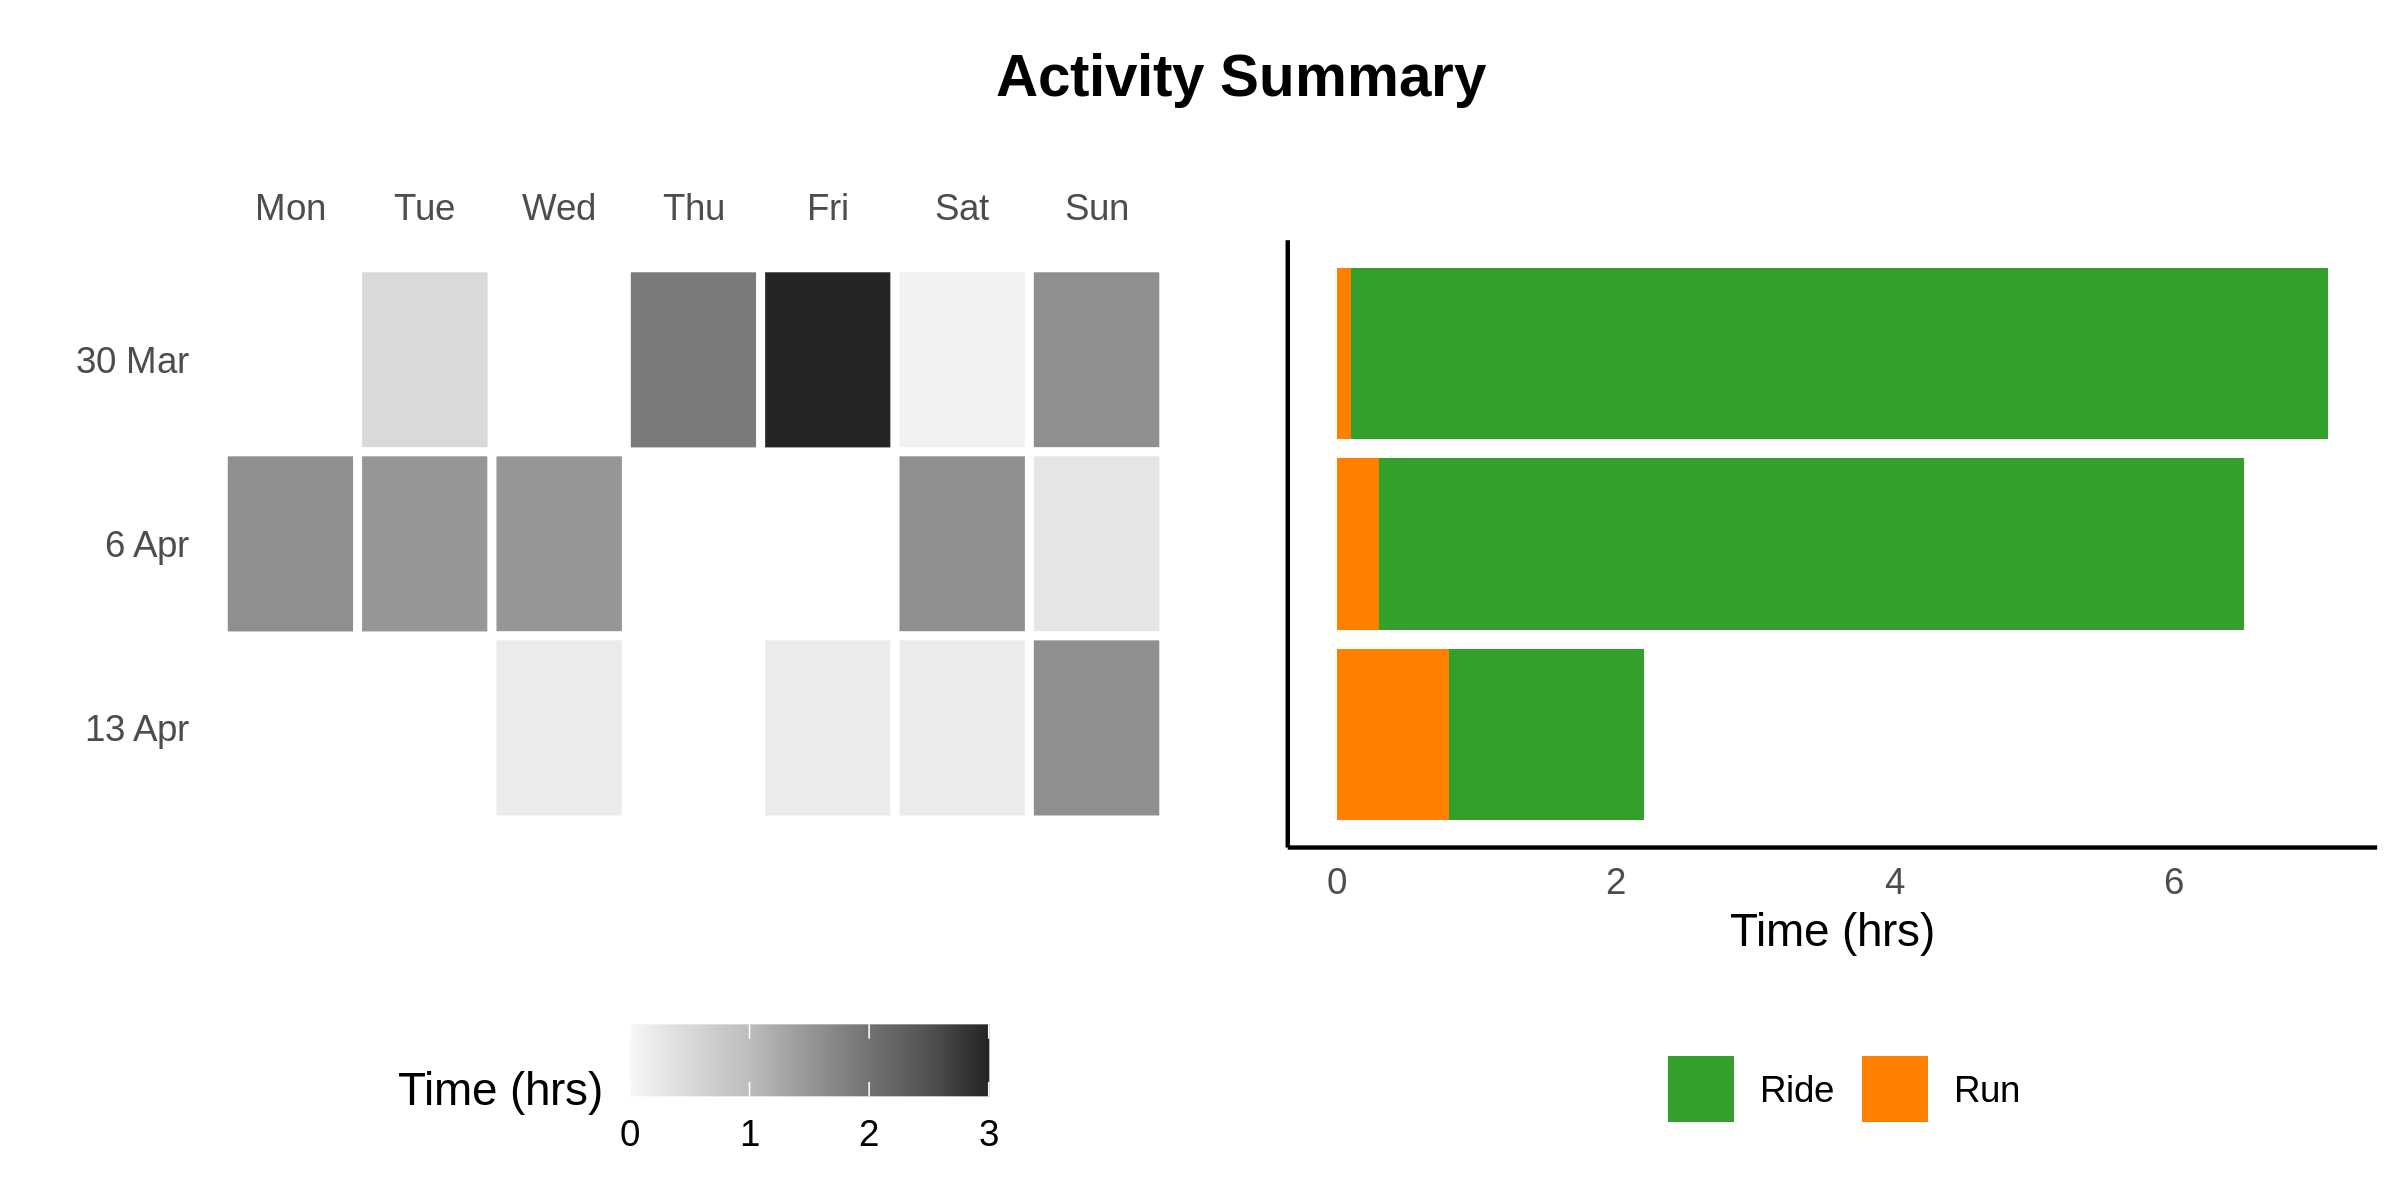 Activity Summary
Mon Tue Wed Thu Fri Sat Sun
30 Mar
6 Apr
13 Apr
0 2 4 6
Time (hrs)
Time (hrs)
0 1 2 3
Ride Run